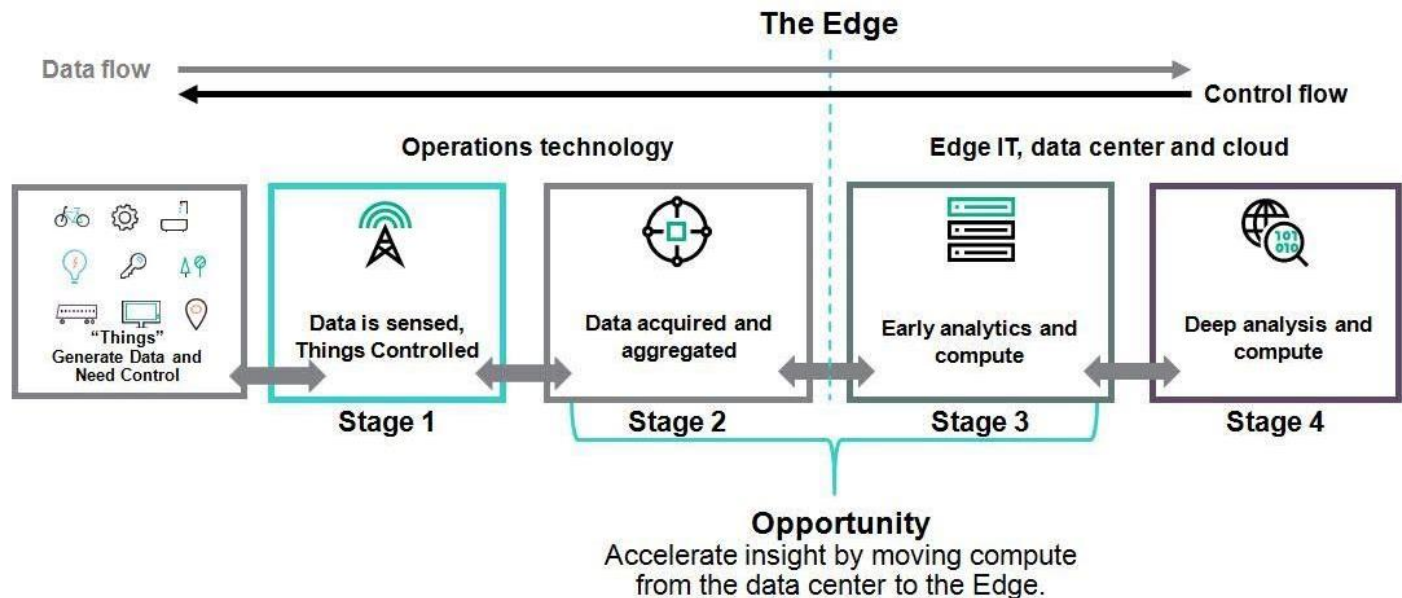 The Edge
Data flow
Control flow
Operations technology
Edge IT, data center and cloud
“Things”
Generate Data and
Need Control
Data is sensed,
Things Controlled
Data acquired and
aggregated
Early analytics and
compute
101
010
Deep analysis and
compute
Stage 1
Stage 2
Stage 3
Stage 4
Opportunity
Accelerate insight by moving compute
from the data center to the Edge.